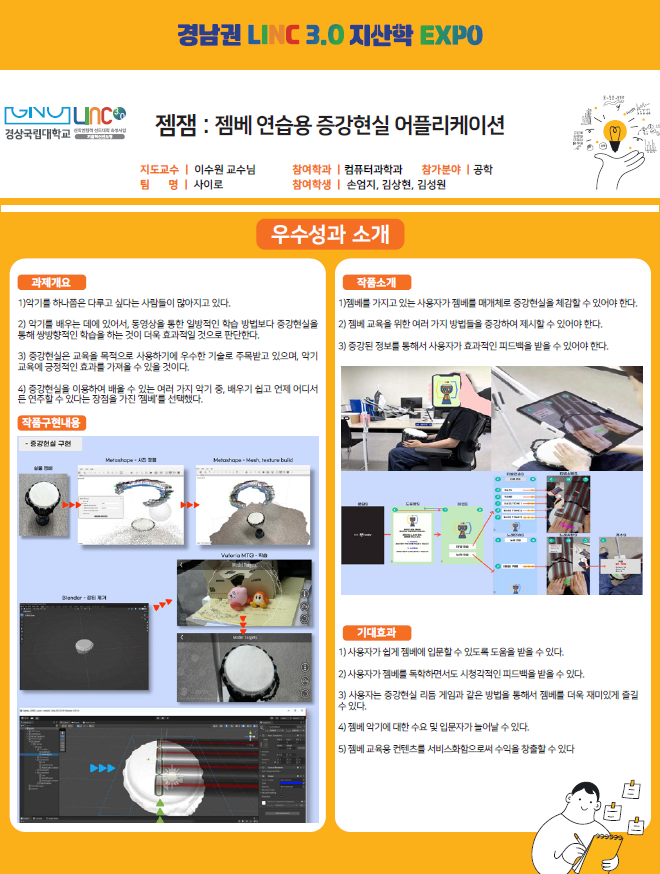 경남권 LINC 3.0 지산학 EXPO
GNU LINC 3.0
경상국립대학교
젬잼 : 젬베 연습용 증강현실 어플리케이션
지도교수 | 이수원 교수님 참여학과 | 컴퓨터과학과 참가분야 | 공학
팀 명 | 사이로 참여학생 | 손엄지, 김상현, 김성원
우수성과 소개
과제개요
1)악기를 하나쯤은 다루고 싶다는 사람들이 많아지고 있다.
2) 악기를 배우는 데에 있어서, 동영상을 통한 일방적인 학습 방법보다 증강현실을
통해 쌍방향적인 학습을 하는 것이 더욱 효과적일 것으로 판단한다.
3) 증강현실은 교육을 목적으로 사용하기에 우수한 기술로 주목받고 있으며, 악기
교육에 긍정적인 효과를 가져올 수 있을 것이다.
4) 증강현실을 이용하여 배울 수 있는 여러 가지 악기 중, 배우기 쉽고 언제 어디서
든 연주할 수 있다는 장점을 가진 '젬베'를 선택했다.
작품구현내용
- 증강현실 구현
실물 젬베
Metashape - 사진 정렬
Metashape - Mesh, texture build
Vuforia MTG - 학습
Model Targets
Blender - 잡티 제거
Model Targets
작품소개
1)젬베를 가지고 있는 사용자가 젬베를 매개체로 증강현실을 체감할 수 있어야 한다.
2) 젬베 교육을 위한 여러 가지 방법들을 증강하여 제시할 수 있어야 한다.
3) 증강된 정보를 통해서 사용자가 효과적인 피드백을 받을 수 있어야 한다.
기대효과
1) 사용자가 쉽게 젬베에 입문할 수 있도록 도움을 받을 수 있다.
2) 사용자가 젬베를 독학하면서도 시청각적인 피드백을 받을 수 있다.
3) 사용자는 증강현실 리듬 게임과 같은 방법을 통해서 젬베를 더욱 재미있게 즐길
수 있다.
4) 젬베 악기에 대한 수요 및 입문자가 늘어날 수 있다.
5) 젬베 교육용 컨텐츠를 서비스화함으로써 수익을 창출할 수 있다